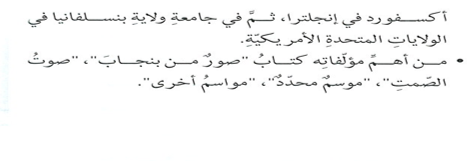 أكسفورد في إنجلترا، ثمّ في جامعةِ ولايةِ بنسلفانيا في
الولاياتِ المتحدةِ الأمريكيّةِ.
• من أهمِّ مؤلّفاتِه كتابُ "صورٌ من بنجابَ"، "صوتُ
الصّمتِ"، "موسمٌ محدّدٌ"، "مواسمُ أخرى".